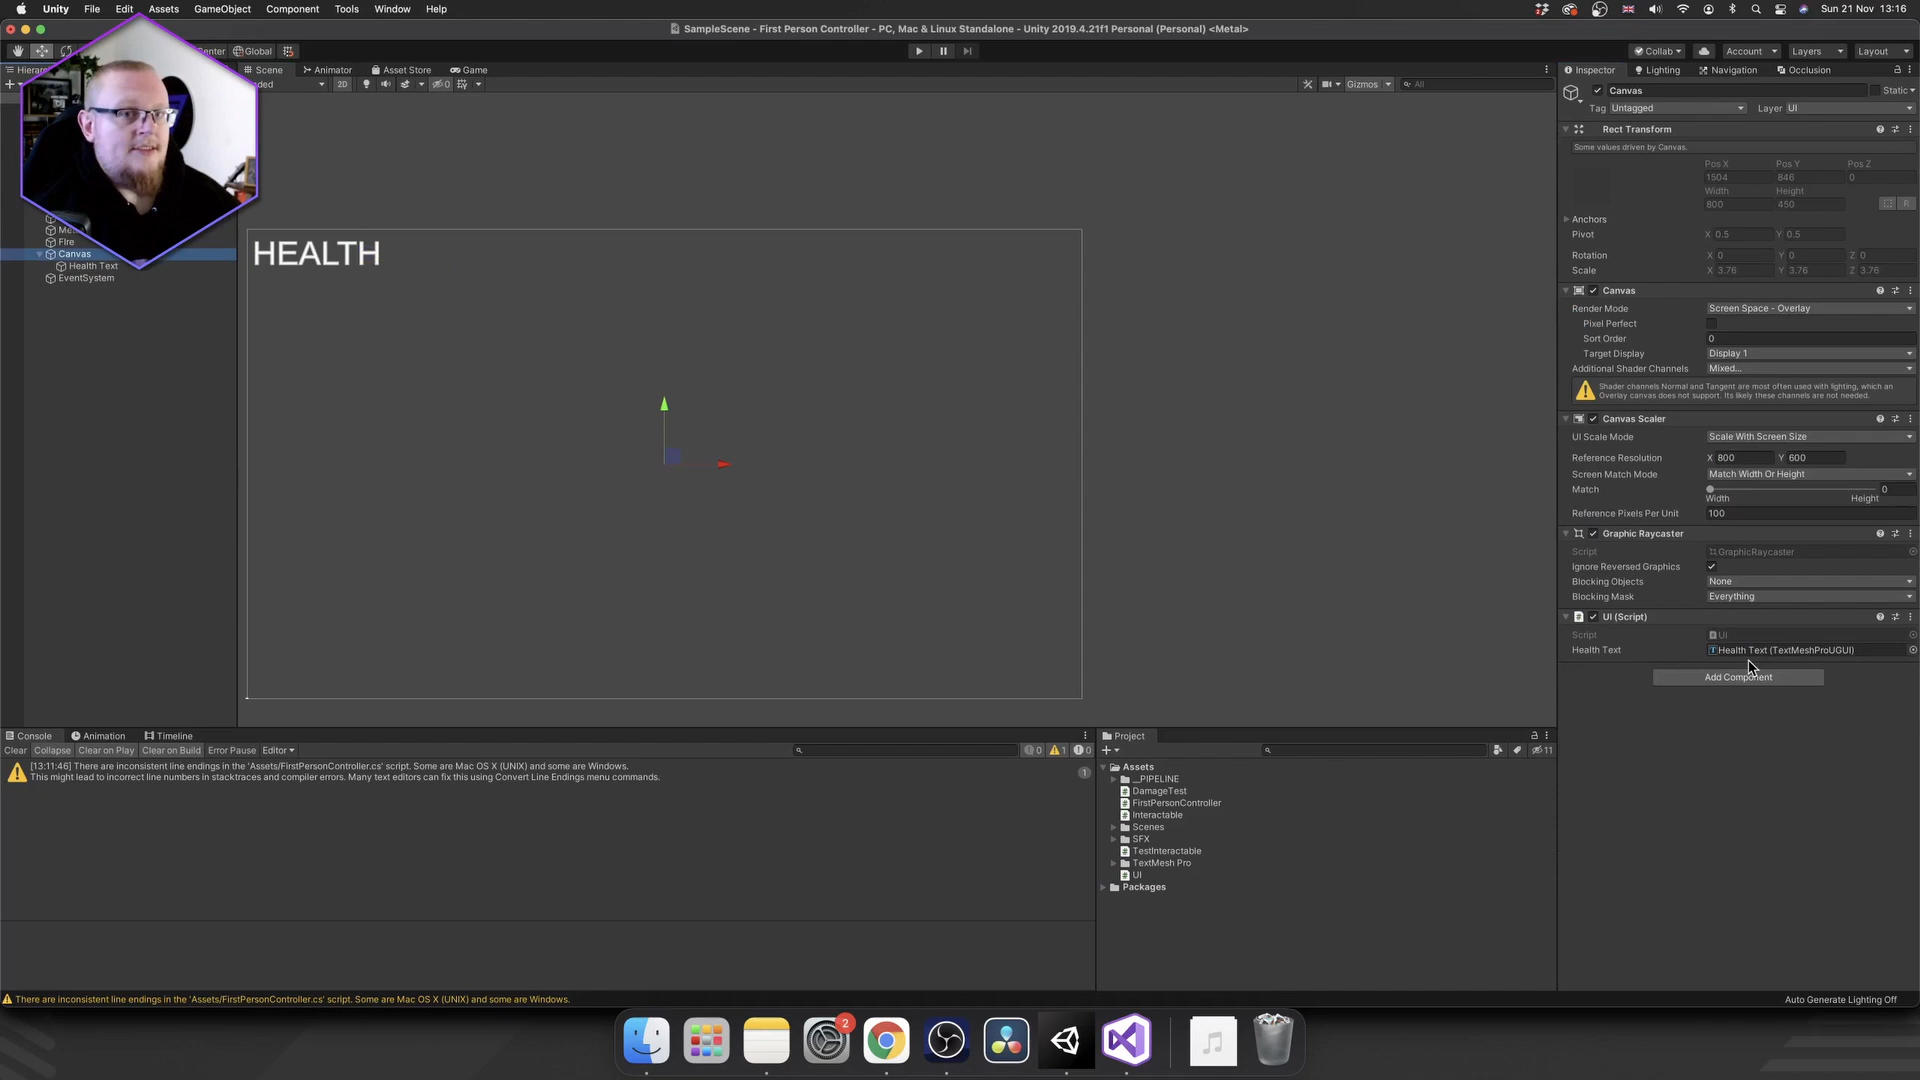 Unity File Edit Assets GameObject Component Tools Window Help
Sun 21 Nov 13:16
SampleScene - First Person Controller - PC, Mac & Linux Standalone - Unity 2019.4.21f1 Personal (Personal) <Metal>
Center Global
Collab Account Layers Layout
Scene Animator Asset Store Game
2D
Gizmos All
FIre
Canvas
Health Text
EventSystem
HEALTH
Inspector Lighting Navigation Occlusion
Canvas Static
Tag Untagged Layer UI
Rect Transform
Some values driven by Canvas.
Pos X Pos Y Pos Z
1504 846 0
Width Height
800 450
R
Anchors
Pivot X 0.5 Y 0.5
Rotation X 0 Y 0 Z 0
Scale X 3.76 Y 3.76 Z 3.76
Canvas
Render Mode Screen Space - Overlay
Pixel Perfect
Sort Order 0
Target Display Display 1
Additional Shader Channels Mixed...
Shader channels Normal and Tangent are most often used with lighting, which an
Overlay canvas does not support. Its likely these channels are not needed.
Canvas Scaler
UI Scale Mode Scale With Screen Size
Reference Resolution X 800 Y 600
Screen Match Mode Match Width Or Height
Match 0
Width Height
Reference Pixels Per Unit 100
Graphic Raycaster
Script GraphicRaycaster
Ignore Reversed Graphics
Blocking Objects None
Blocking Mask Everything
UI (Script)
Script UI
Health Text Health Text (TextMeshProUGUI)
Add Component
Console Animation Timeline
Clear Collapse Clear on Play Clear on Build Error Pause Editor
0 1 0
[13:11:46] There are inconsistent line endings in the 'Assets/FirstPersonController.cs' script. Some are Mac OS X (UNIX) and some are Windows.
This might lead to incorrect line numbers in stacktraces and compiler errors. Many text editors can fix this using Convert Line Endings menu commands.
1
Project
11
Assets
__PIPELINE
DamageTest
FirstPersonController
Interactable
Scenes
SFX
TestInteractable
TextMesh Pro
UI
Packages
There are inconsistent line endings in the 'Assets/FirstPersonController.cs' script. Some are Mac OS X (UNIX) and some are Windows.
Auto Generate Lighting Off
2